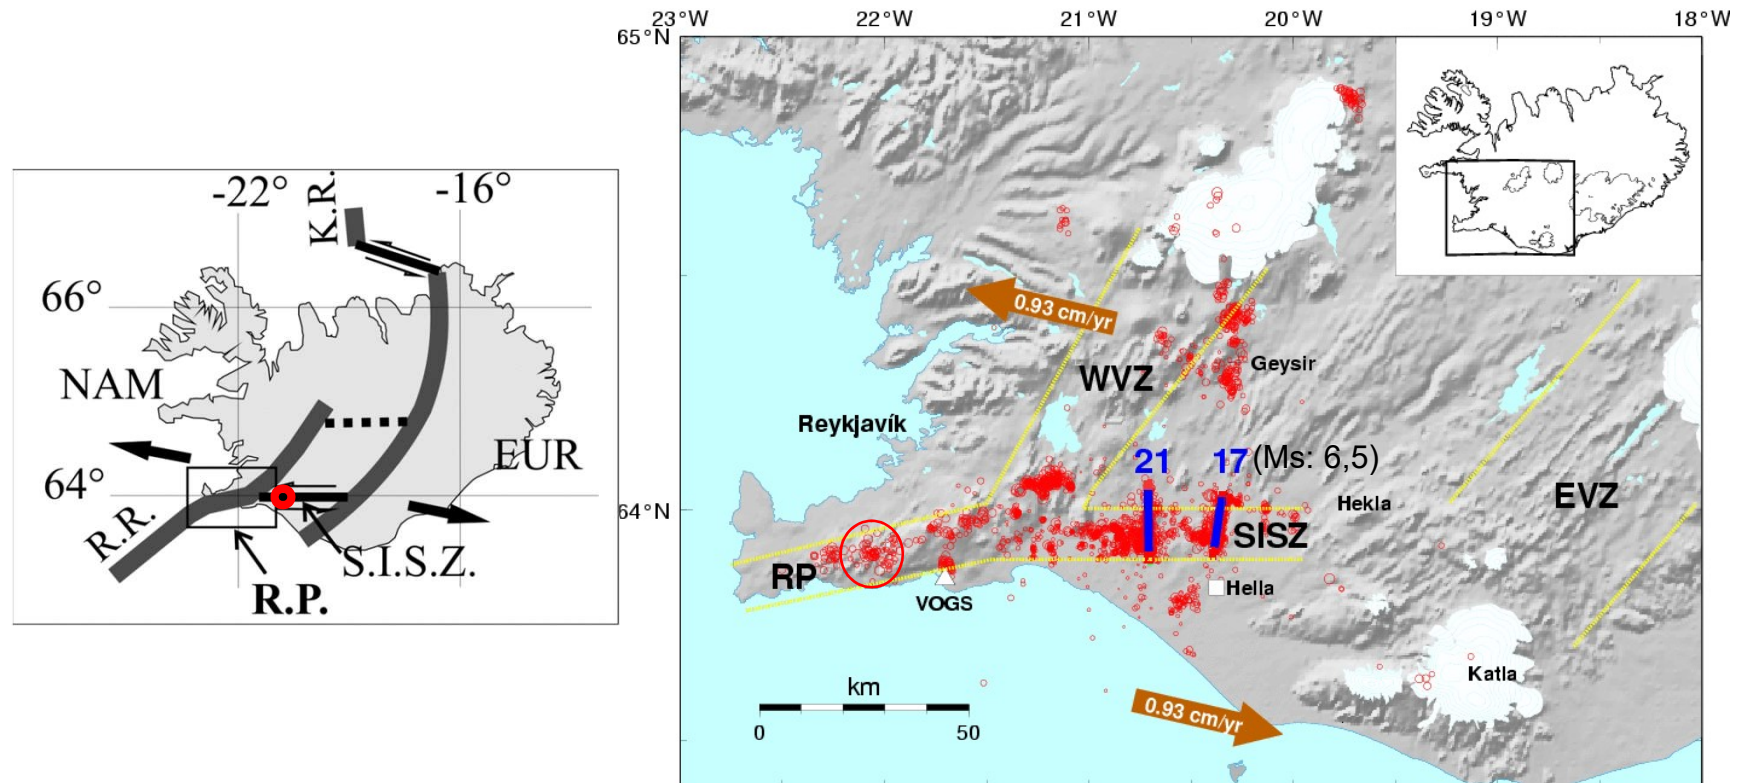 -22°
-16°
K.R.
66°
NAM
EUR
64°
R.R.
S.I.S.Z.
R.P.
23°W
22°W
21°W
20°W
19°W
18°W
65°N
0.93 cm/yr
WVZ
Geysir
Reykjavík
21
17
(Ms: 6,5)
Hekla
EVZ
64°N
SISZ
RP
VOGS
Hella
Katla
km
0
50
0.93 cm/yr